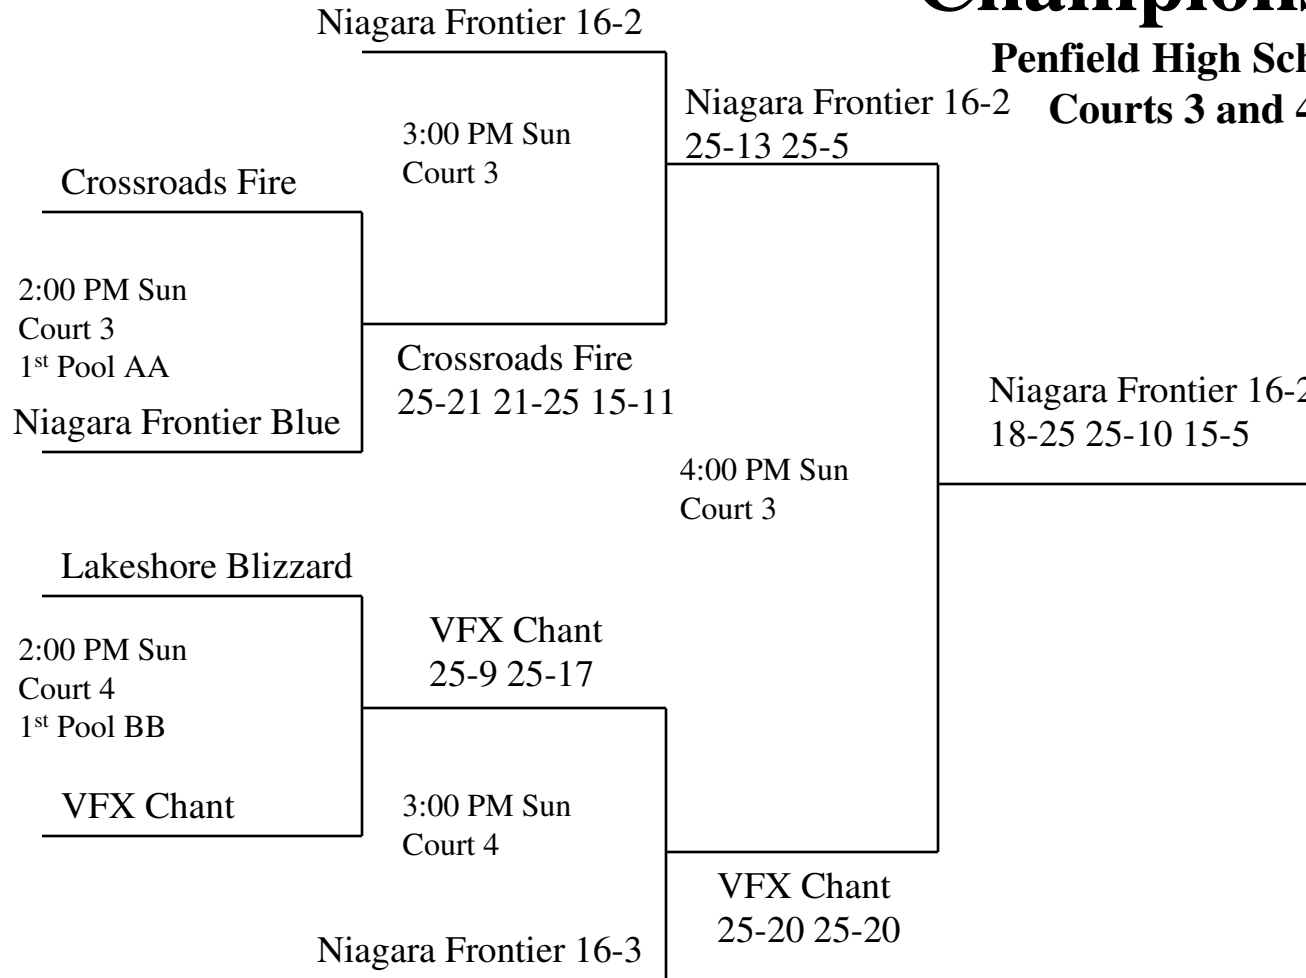 Niagara Frontier 16-2
Penfield High
Niagara Frontier 16-2
Courts 3 and
3:00 PM Sun
Court 3
25-13 25-5
Crossroads Fire
2:00 PM Sun
Court 3
1st Pool AA
Crossroads Fire
25-21 21-25 15-11
Niagara Frontier Blue
Niagara Frontier 16-2
18-25 25-10 15-5
4:00 PM Sun
Court 3
Lakeshore Blizzard
VFX Chant
25-9 25-17
2:00 PM Sun
Court 4
1st Pool BB
VFX Chant
3:00 PM Sun
Court 4
VFX Chant
25-20 25-20
Niagara Frontier 16-3